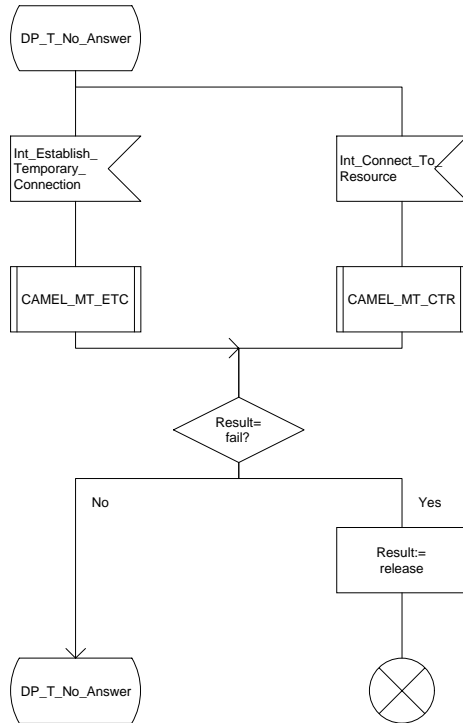 DP_T_No_Answer
Int_Establish_
Temporary_
Connection
Int_Connect_To_
Resource
CAMEL_MT_ETC
CAMEL_MT_CTR
Result=
fail?
No
Yes
Result:=
release
DP_T_No_Answer